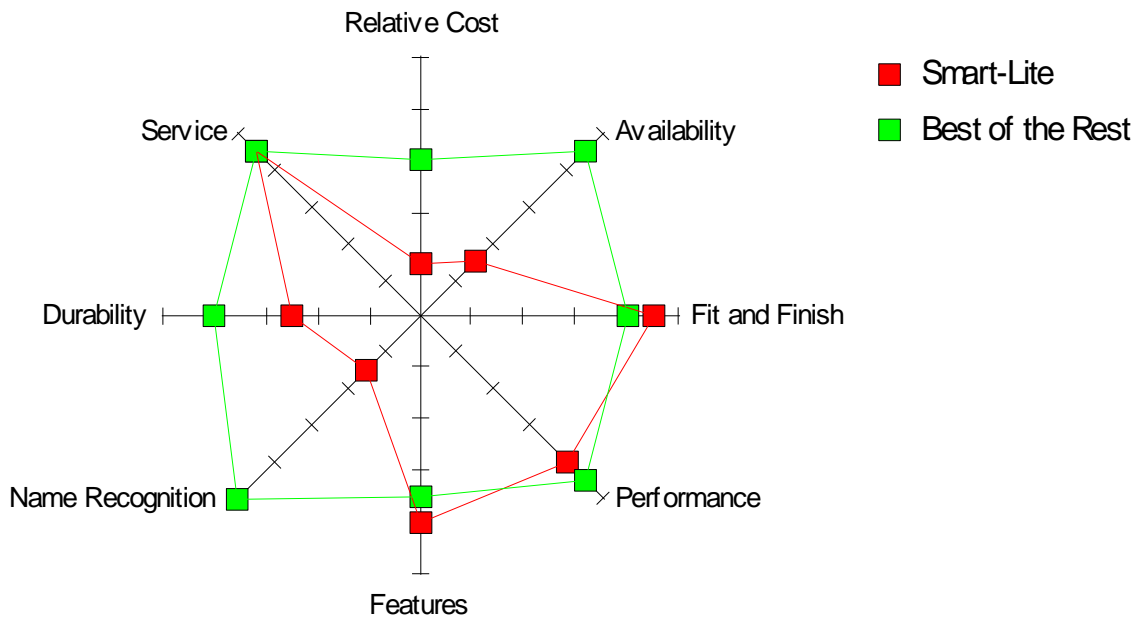 Relative Cost
Smart-Lite
Service
Availability
Best of the Rest
Durability
Fit and Finish
Name Recognition
Performance
Features